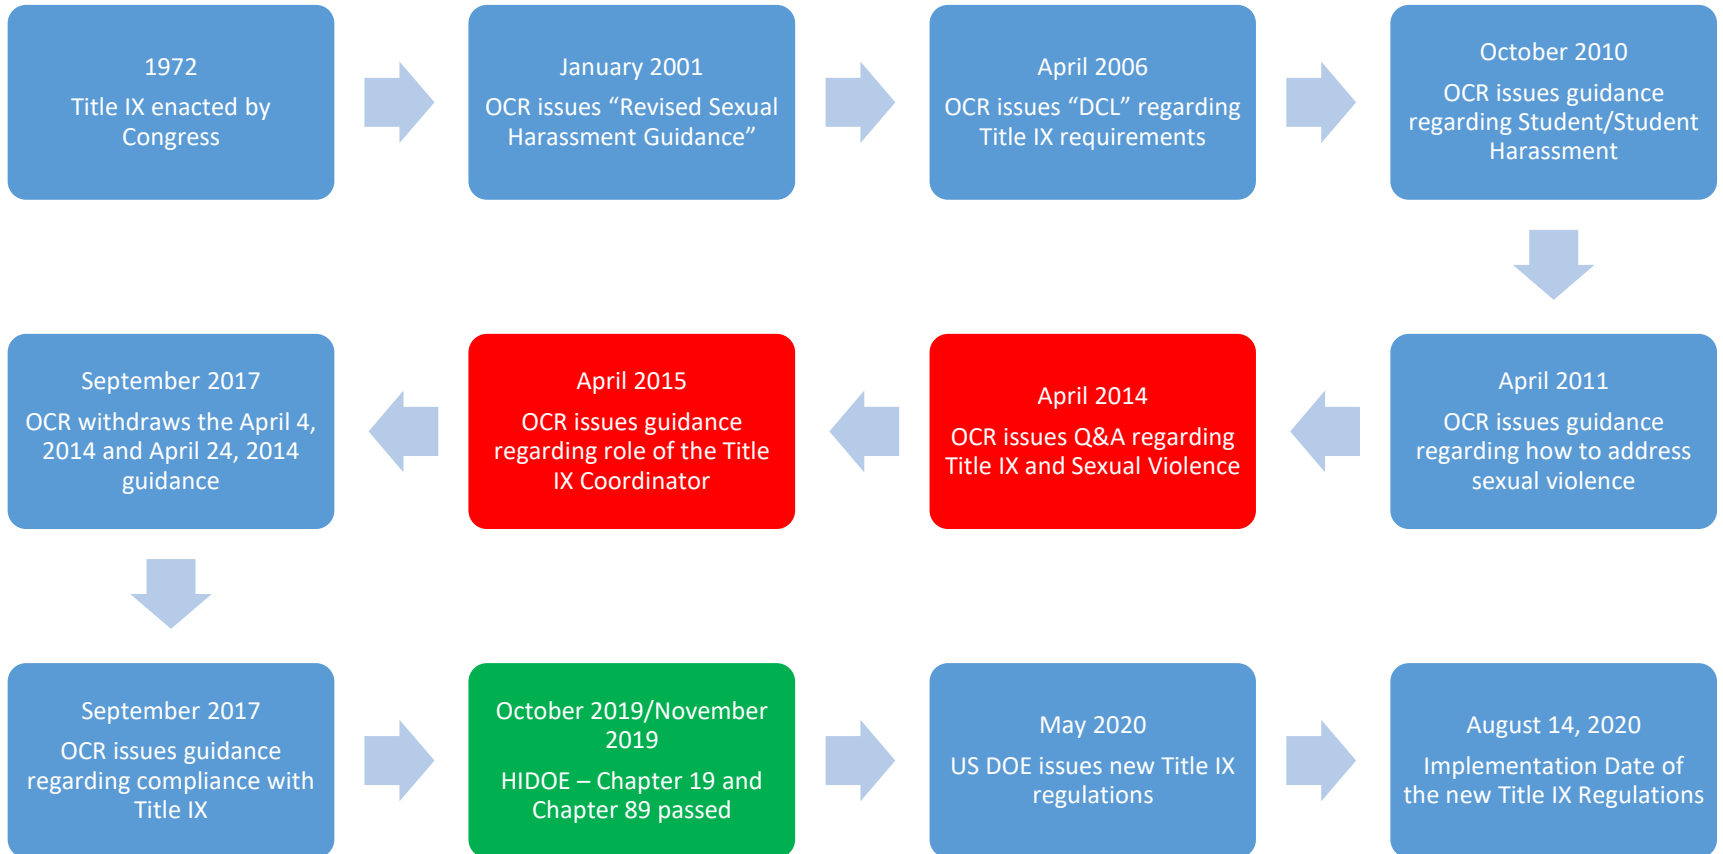 1972
Title IX enacted by
Congress
January 2001
OCR issues “Revised Sexual
Harassment Guidance”
April 2006
OCR issues “DCL” regarding
Title IX requirements
October 2010
OCR issues guidance
regarding Student/Student
Harassment
April 2011
OCR issues guidance
regarding how to address
sexual violence
April 2014
OCR issues Q&A regarding
Title IX and Sexual Violence
April 2015
OCR issues guidance
regarding role of the Title
IX Coordinator
September 2017
OCR withdraws the April 4,
2014 and April 24, 2014
guidance
September 2017
OCR issues guidance
regarding compliance with
Title IX
October 2019/November
2019
HIDOE – Chapter 19 and
Chapter 89 passed
May 2020
US DOE issues new Title IX
regulations
August 14, 2020
Implementation Date of
the new Title IX Regulations